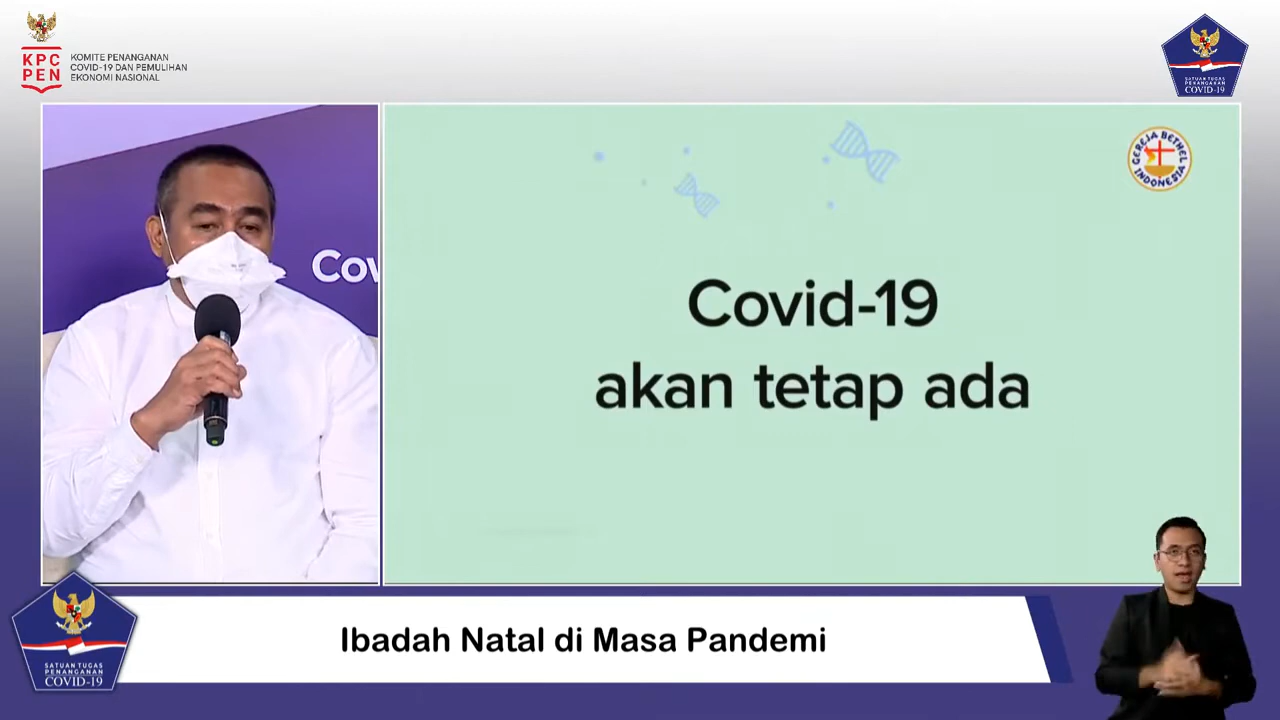 KPC
PEN
KOMITE PENANGANAN
COVID-19 DAN PEMULIHAN
EKONOMI NASIONAL
SATUAN TUGAS
PENANGANAN
COVID-19
Cov
GEREJA BETHEL
INDONESIA
Covid-19
akan tetap ada
SATUAN TUGAS
PENANGANAN
COVID-19
Ibadah Natal di Masa Pandemi